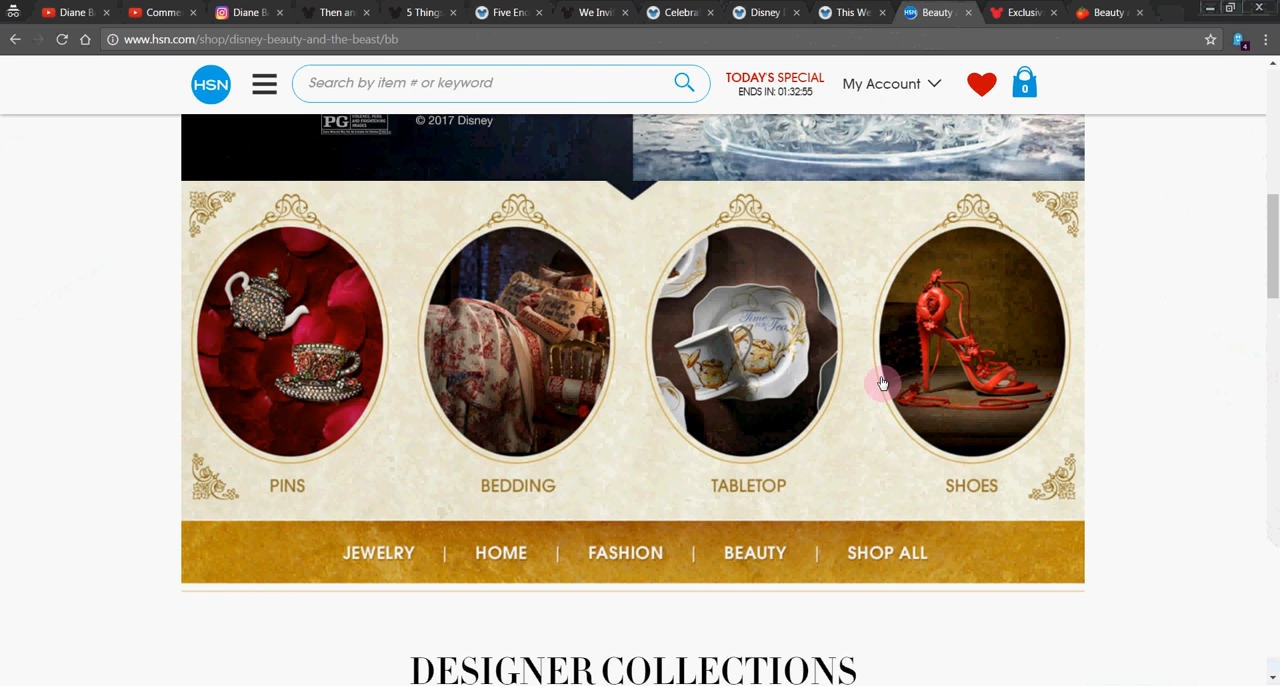 Diane B
Comme
Diane B
Then an
5 Thing
Five Enc
We Invi
Celebra
Disney
This We
Beauty
Exclusiv
Beauty
www.hsn.com/shop/disney-beauty-and-the-beast/bb
4
HSN
Search by item # or keyword
TODAY'S SPECIAL
ENDS IN: 01:32:55
My Account
0
PG
© 2017 Disney
Time
FOR Tea
PINS
BEDDING
TABLETOP
SHOES
JEWELRY | HOME | FASHION | BEAUTY | SHOP ALL
DESIGNER COLLECTIONS